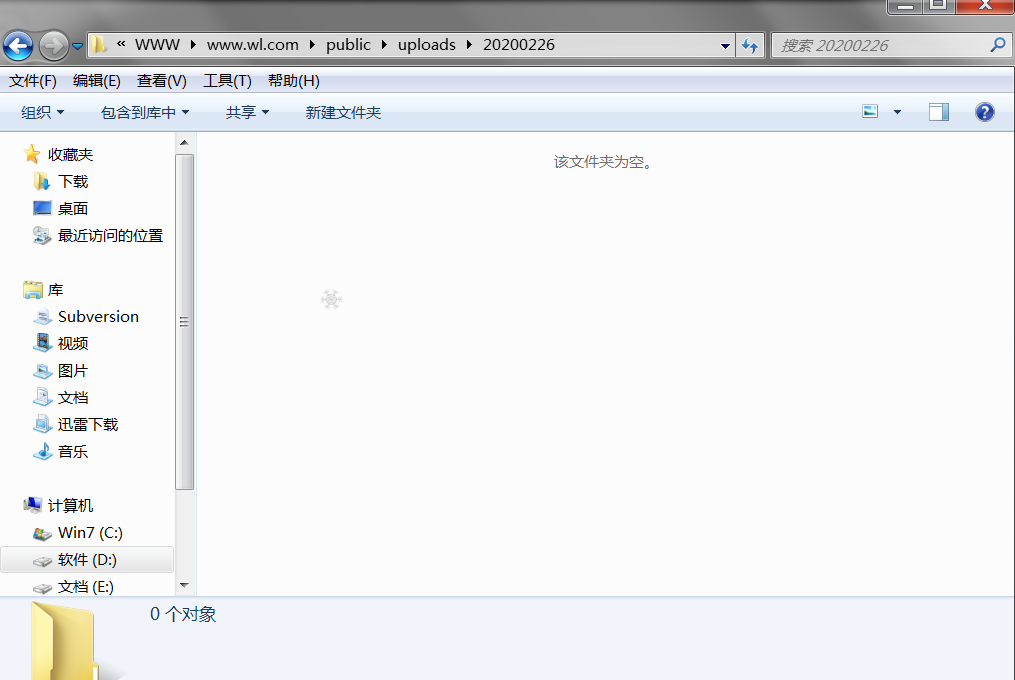 « WWW ▸ www.wl.com ▸ public ▸ uploads ▸ 20200226
搜索 20200226
文件(F) 编辑(E) 查看(V) 工具(T) 帮助(H)
组织 包含到库中 共享 新建文件夹
收藏夹
下载
桌面
最近访问的位置
库
Subversion
视频
图片
文档
迅雷下载
音乐
计算机
Win7 (C:)
软件 (D:)
文档 (E:)
该文件夹为空。
0 个对象